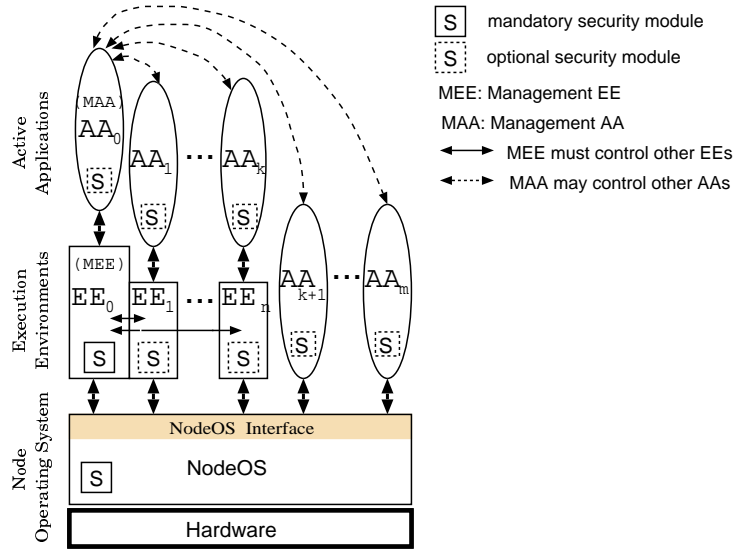 S mandatory security module
S optional security module
MEE: Management EE
MAA: Management AA
MEE must control other EEs
MAA may control other AAs
Active
Applications
(MAA)
AA0
S
AA1
S
...
AAk
S
Execution
Environments
(MEE)
EE0
S
EE1
S
...
EEn
S
AAk+1
S
...
AAm
S
Node
Operating System
NodeOS Interface
NodeOS
S
Hardware